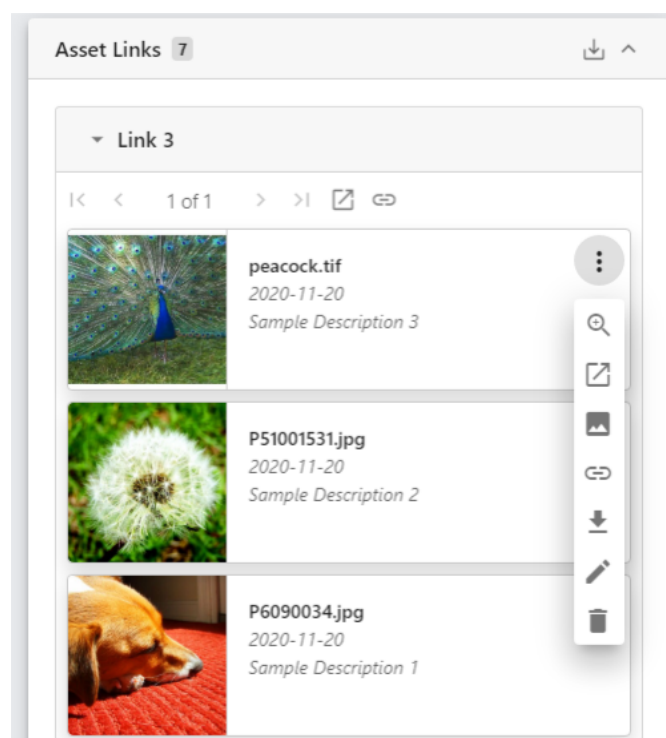 Asset Links 7
Link 3
1 of 1
peacock.tif
2020-11-20
Sample Description 3
P51001531.jpg
2020-11-20
Sample Description 2
P6090034.jpg
2020-11-20
Sample Description 1